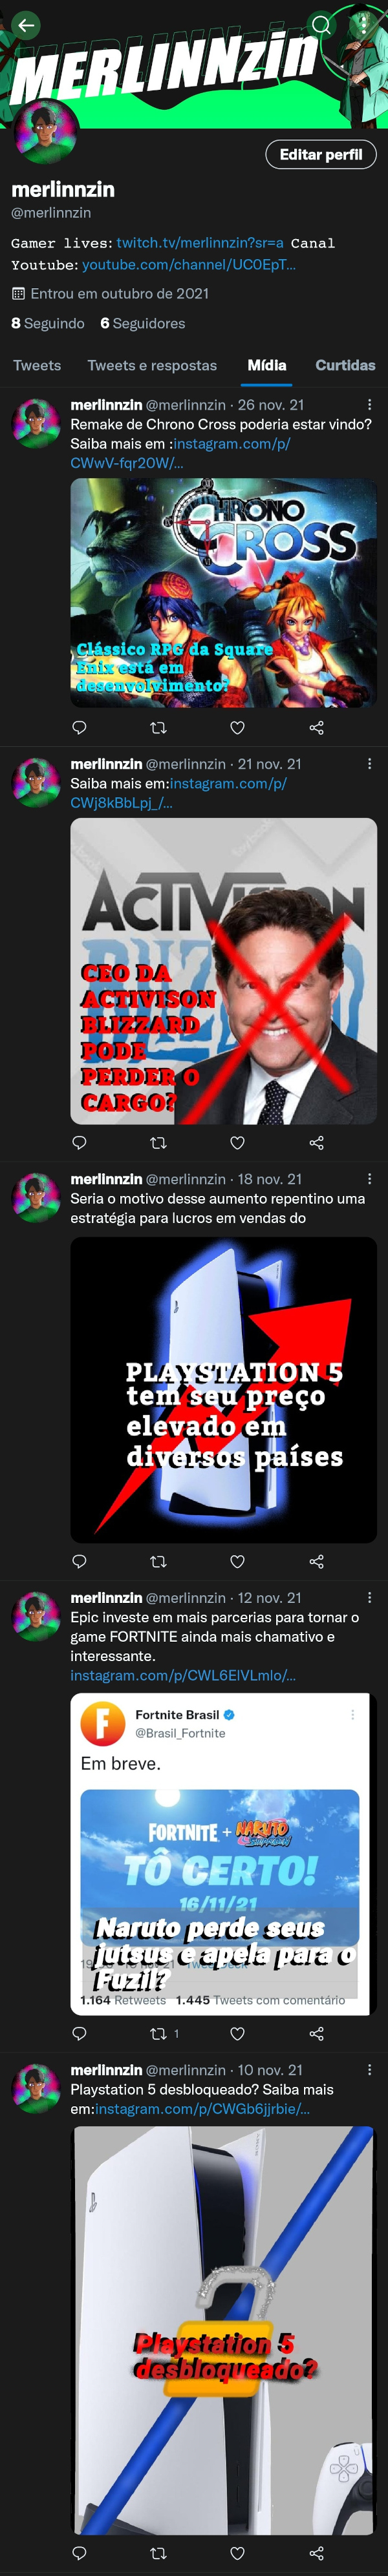 MERLINNzin
Editar perfil
merlinnzin
@merlinnzin
Gamer lives: twitch.tv/merlinnzin?sr=a Canal
Youtube: youtube.com/channel/UC0EpT...
Entrou em outubro de 2021
8 Seguindo 6 Seguidores
Tweets Tweets e respostas Mídia Curtidas
merlinnzin @merlinnzin · 26 nov. 21
Remake de Chrono Cross poderia estar vindo?
Saiba mais em :instagram.com/p/
CWwV-fqr20W/...
CHRONO
CROSS
Clássico RPG da Square
Enix está em
desenvolvimento?
merlinnzin @merlinnzin · 21 nov. 21
Saiba mais em:instagram.com/p/
CWj8kBbLpj_/...
ACTIVISION
BLIZZ
CEO DA
ACTIVISON
BLIZZARD
PODE
PERDER O
CARGO?
merlinnzin @merlinnzin · 18 nov. 21
Seria o motivo desse aumento repentino uma
estratégia para lucros em vendas do
PLAYSTATION 5
tem seu preço
elevado em
diversos países
merlinnzin @merlinnzin · 12 nov. 21
Epic investe em mais parcerias para tornar o
game FORTNITE ainda mais chamativo e
interessante.
instagram.com/p/CWL6ElVLmlo/...
Fortnite Brasil
@Brasil_Fortnite
Em breve.
FORTNITE + NARUTO
SHIPPUDEN
TÔ CERTO!
16/11/21
Naruto perde seus
jutsus e apela para o
Fuzil?
1.164 Retweets 1.445 Tweets com comentário
1
merlinnzin @merlinnzin · 10 nov. 21
Playstation 5 desbloqueado? Saiba mais
em:instagram.com/p/CWGb6jjrbie/...
Playstation 5
desbloqueado?